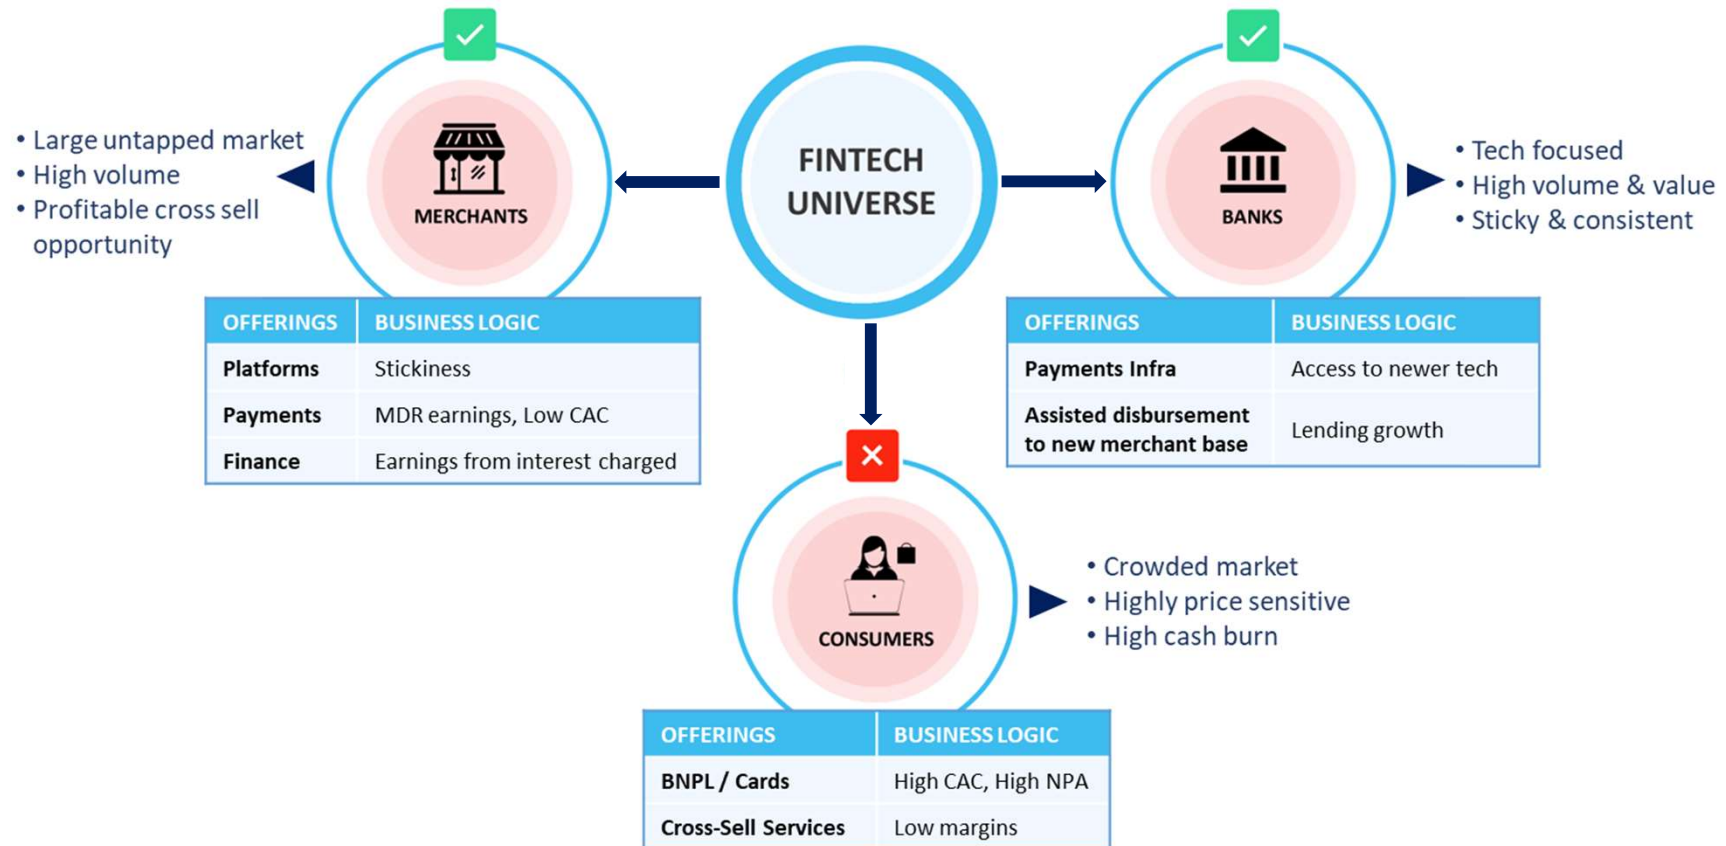 • Large untapped market
• High volume
• Profitable cross sell
opportunity
MERCHANTS
FINTECH
UNIVERSE
BANKS
• Tech focused
• High volume & value
• Sticky & consistent
OFFERINGS BUSINESS LOGIC
Platforms Stickiness
Payments MDR earnings, Low CAC
Finance Earnings from interest charged
OFFERINGS BUSINESS LOGIC
Payments Infra Access to newer tech
Assisted disbursement
to new merchant base Lending growth
CONSUMERS
• Crowded market
• Highly price sensitive
• High cash burn
OFFERINGS BUSINESS LOGIC
BNPL / Cards High CAC, High NPA
Cross-Sell Services Low margins